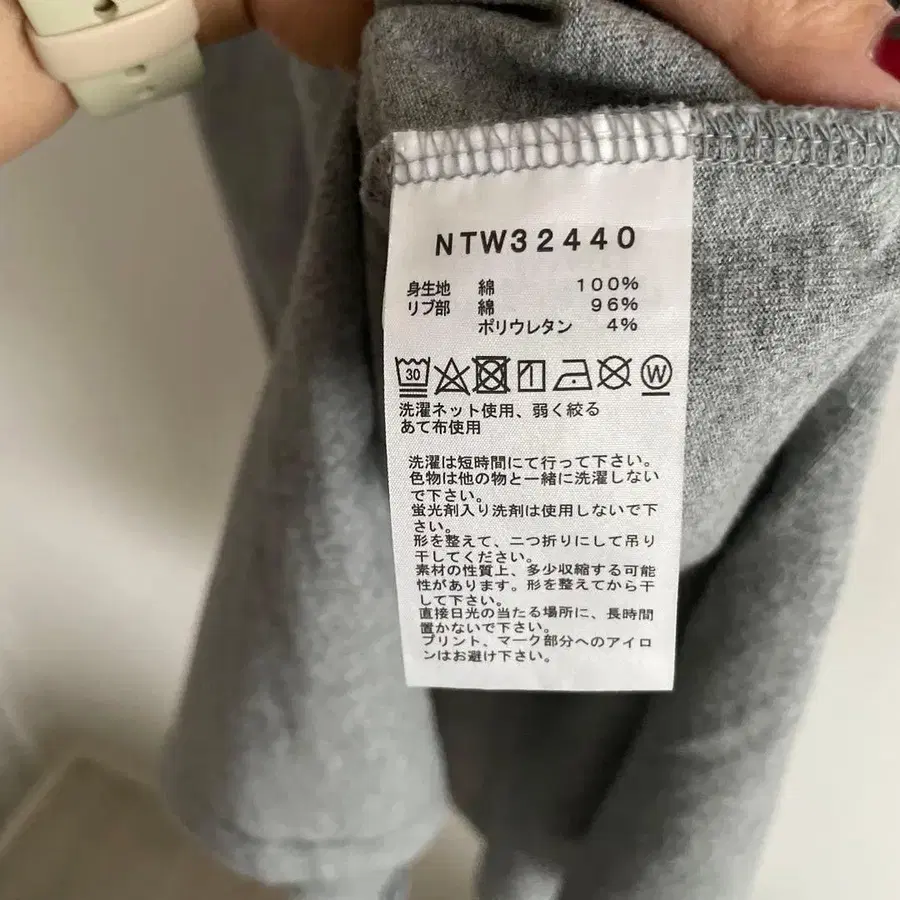 NTW32440
身生地 綿 100%
リブ部 綿 96%
ポリウレタン 4%
30 W
洗濯ネット使用、弱く絞る
あて布使用
洗濯は短時間にて行って下さい。
色物は他の物と一緒に洗濯しない
で下さい。
蛍光剤入り洗剤は使用しないで下
さい。
形を整えて、二つ折りにして吊り
干してください。
素材の性質上、多少収縮する可能
性があります。形を整えてから干
して下さい。
直接日光の当たる場所に、長時間
置かないで下さい。
プリント、マーク部分へのアイロ
ンはお避け下さい。